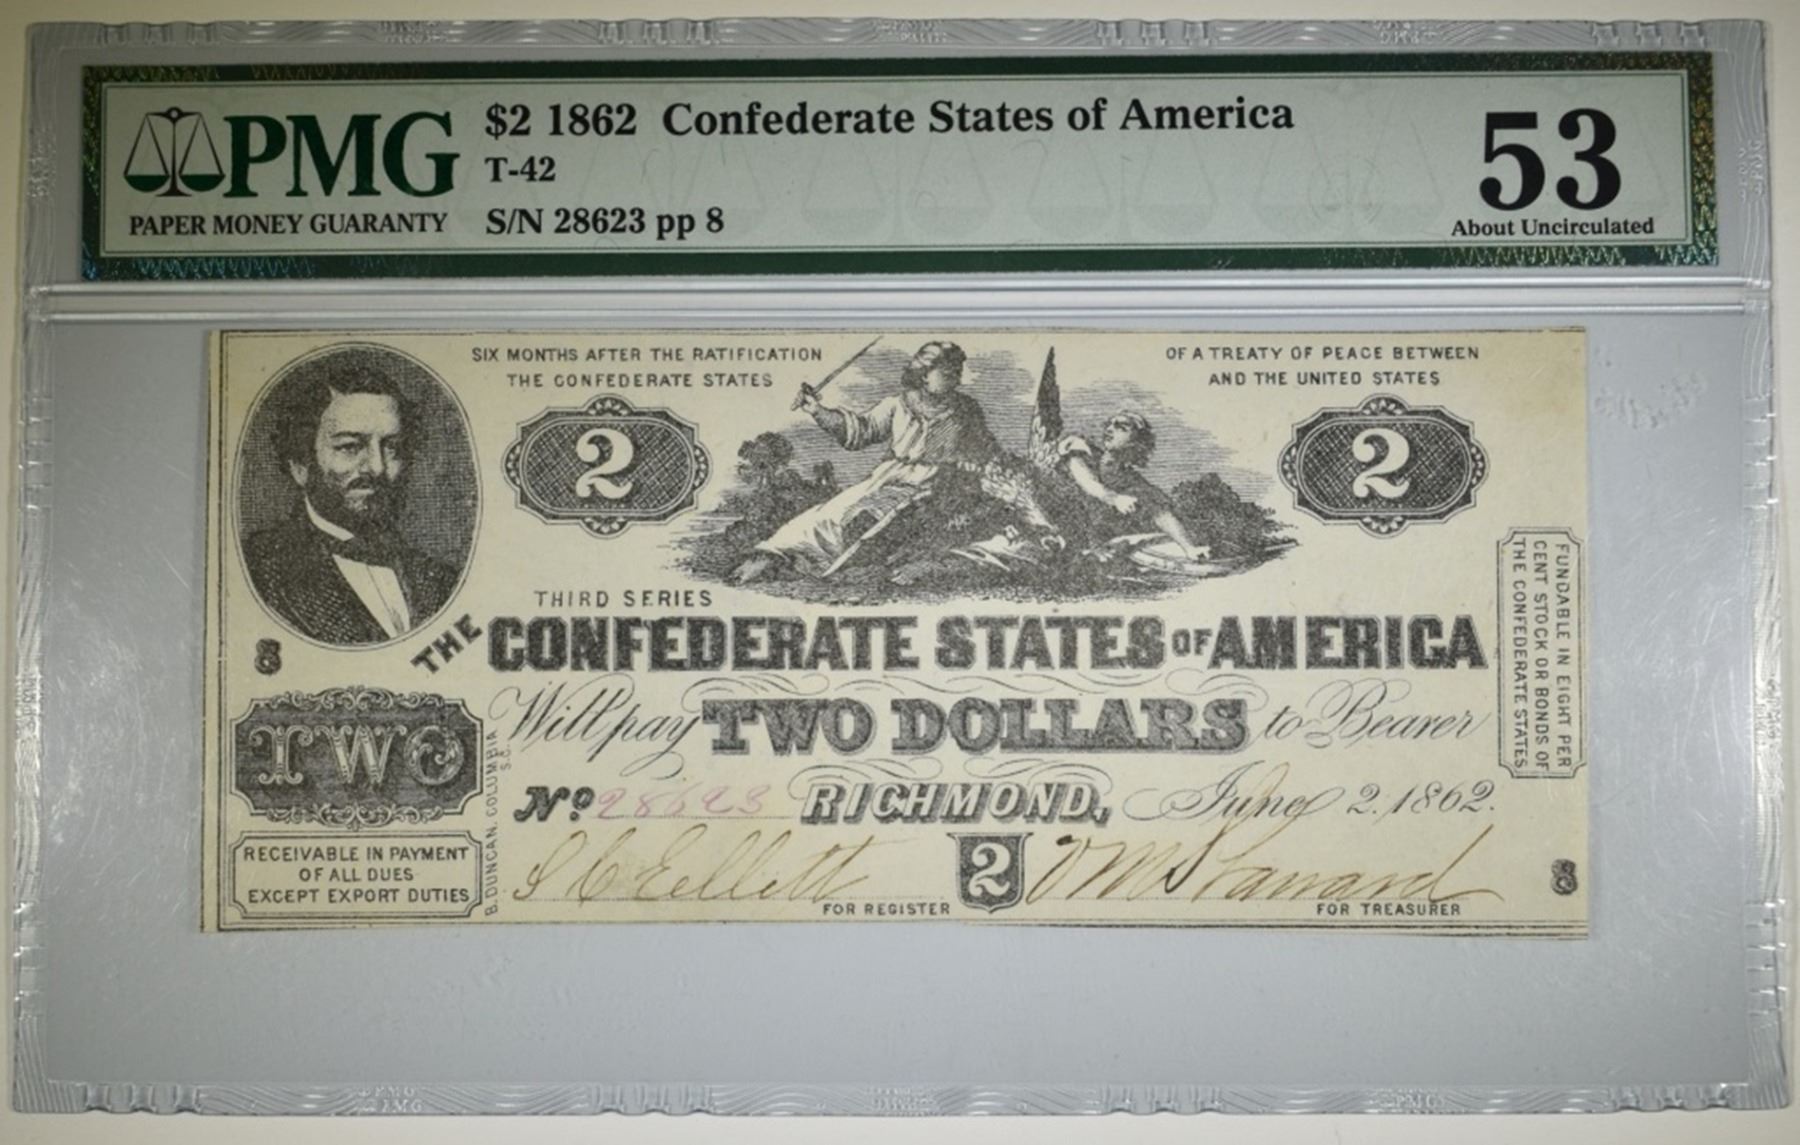 PMG
PAPER MONEY GUARANTY
$2 1862 Confederate States of America
T-42
S/N 28623 pp 8
53
About Uncirculated
SIX MONTHS AFTER THE RATIFICATION
OF A TREATY OF PEACE BETWEEN
THE CONFEDERATE STATES
AND THE UNITED STATES
2
2
THIRD SERIES
THE CONFEDERATE STATES OF AMERICA
8
Will pay TWO DOLLARS to Bearer
TWO
No 28623 RICHMOND, June 2, 1862.
FUNDABLE IN EIGHT PER
CENT STOCK OR BONDS OF
THE CONFEDERATE STATES
B. DUNCAN, COLUMBIA
S.C.
RECEIVABLE IN PAYMENT
OF ALL DUES
EXCEPT EXPORT DUTIES
2
8
FOR REGISTER
FOR TREASURER